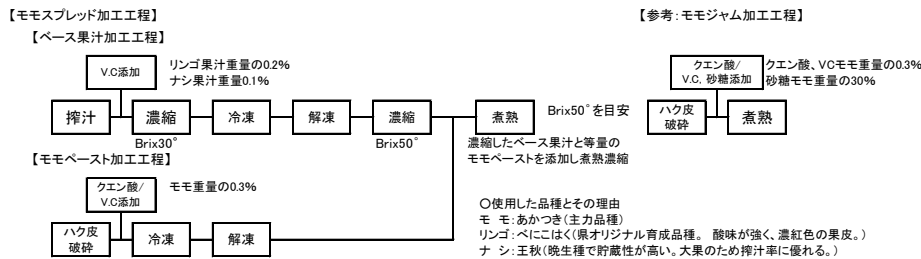 【モモスプレッド加工工程】
【ベース果汁加工工程】
V.C添加
リンゴ果汁重量の0.2%
ナシ果汁重量0.1%
搾汁
濃縮
冷凍
解凍
濃縮
煮熟
Brix50°を目安
Brix30°
Brix50°
濃縮したベース果汁と等量の
モモペーストを添加し煮熟濃縮
【モモペースト加工工程】
クエン酸/
V.C添加
モモ重量の0.3%
ハク皮
破砕
冷凍
解凍
【参考:モモジャム加工工程】
クエン酸/
V.C, 砂糖添加
クエン酸、VCモモ重量の0.3%
砂糖モモ重量の30%
ハク皮
破砕
煮熟
○使用した品種とその理由
モ モ:あかつき(主力品種)
リンゴ:べにこはく(県オリジナル育成品種。 酸味が強く、濃紅色の果皮。)
ナ シ:王秋(晩生種で貯蔵性が高い。大果のため搾汁率に優れる。)